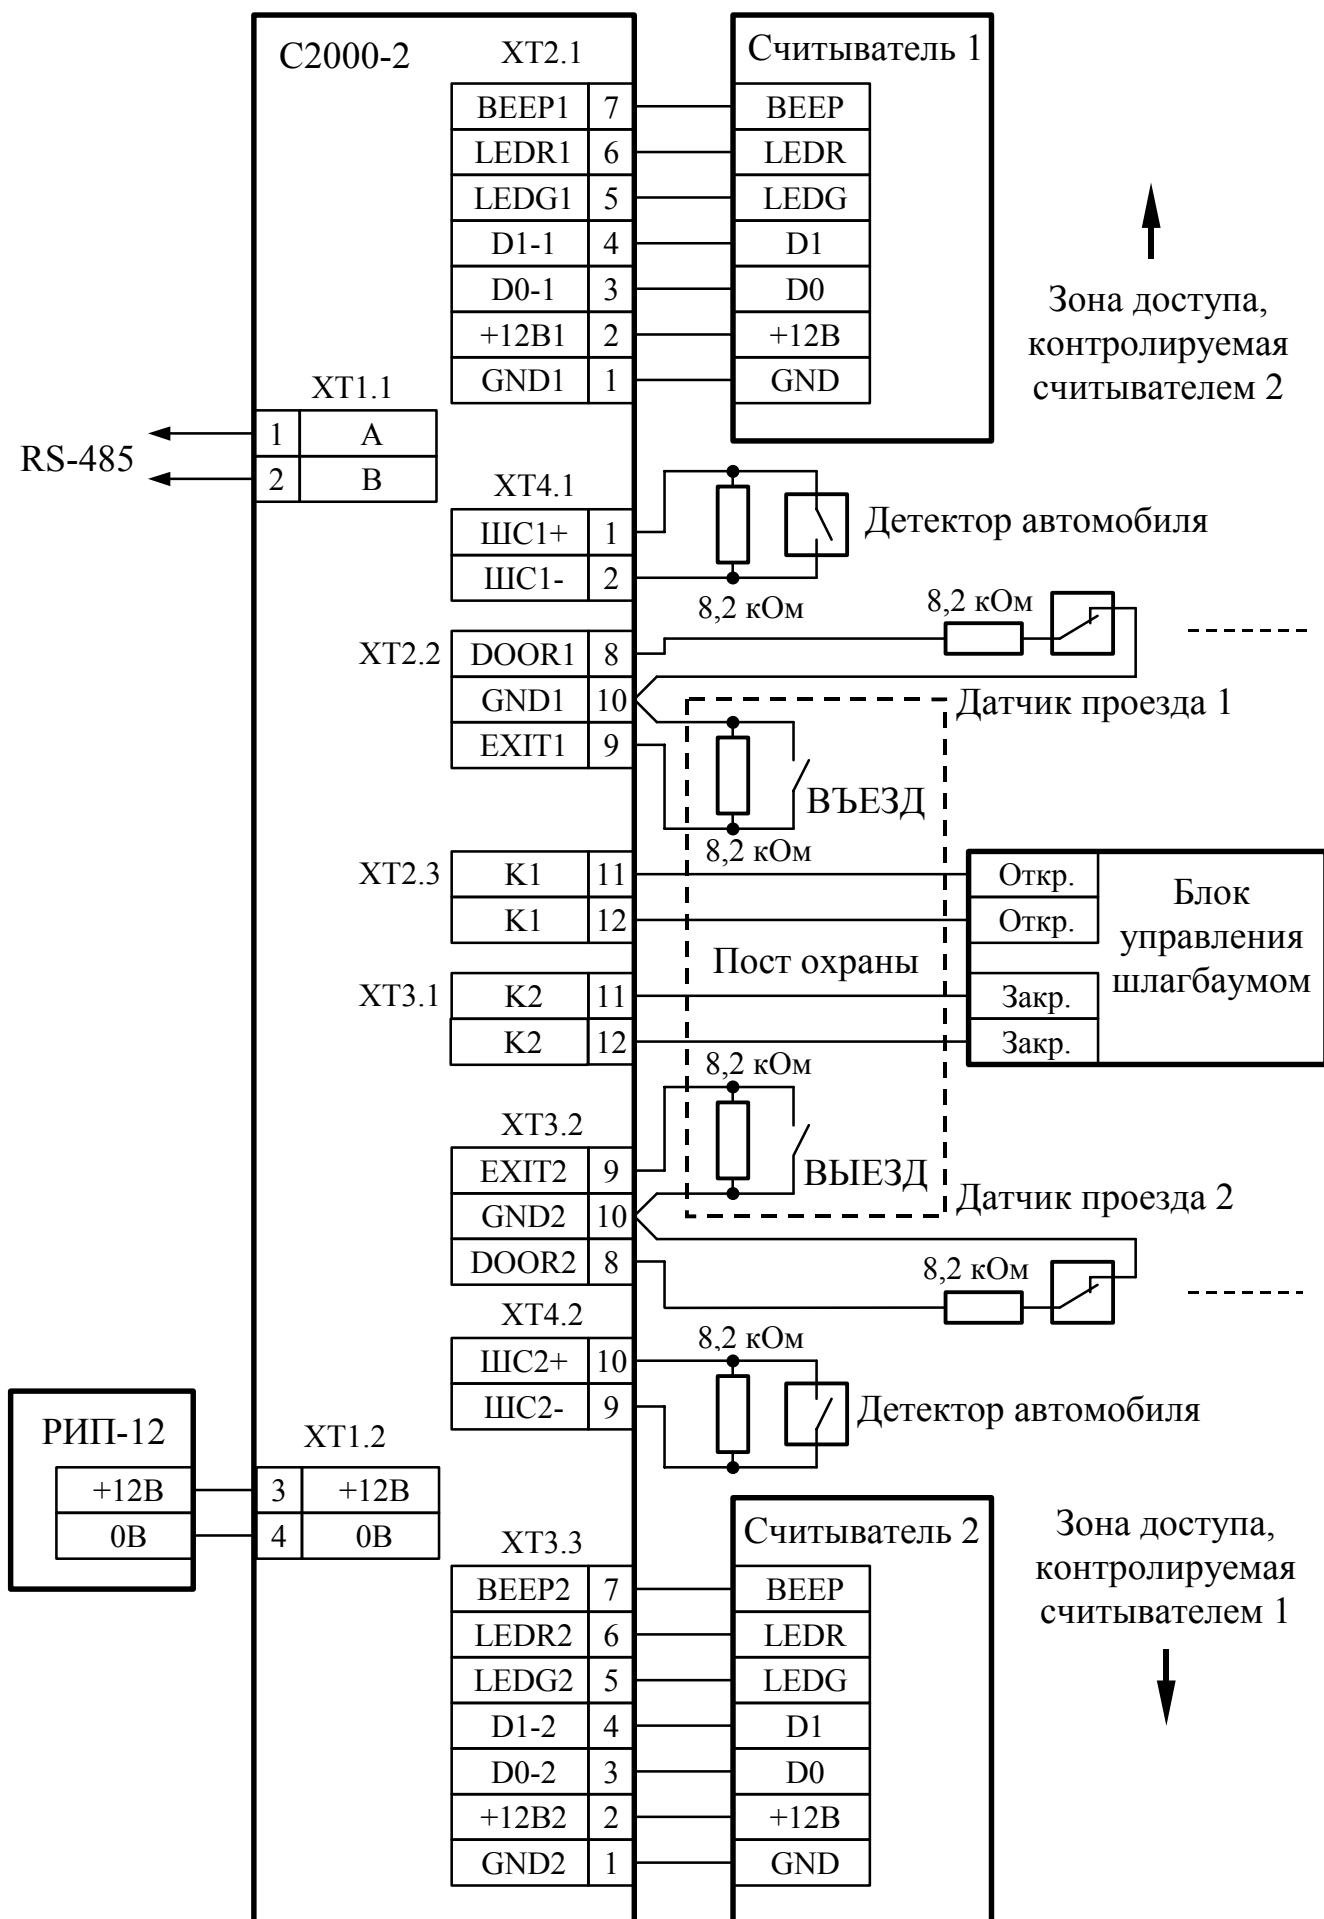 С2000-2
XT2.1
BEEP1 7
LEDR1 6
LEDG1 5
D1-1 4
D0-1 3
+12В1 2
GND1 1
Считыватель 1
BEEP
LEDR
LEDG
D1
D0
+12В
GND
Зона доступа,
контролируемая
считывателем 2
XT1.1
1 A
2 B
RS-485
XT4.1
ШС1+ 1
ШС1- 2
8,2 кОм
Детектор автомобиля
XT2.2
DOOR1 8
GND1 10
EXIT1 9
8,2 кОм
Датчик проезда 1
ВЪЕЗД
8,2 кОм
XT2.3
K1 11
K1 12
Откр.
Откр.
Блок
управления
шлагбаумом
Пост охраны
XT3.1
K2 11
K2 12
Закр.
Закр.
8,2 кОм
XT3.2
EXIT2 9
GND2 10
DOOR2 8
ВЫЕЗД
Датчик проезда 2
8,2 кОм
XT4.2
ШС2+ 10
ШС2- 9
8,2 кОм
Детектор автомобиля
РИП-12
+12В
0В
XT1.2
3 +12В
4 0В
XT3.3
BEEP2 7
LEDR2 6
LEDG2 5
D1-2 4
D0-2 3
+12В2 2
GND2 1
Считыватель 2
BEEP
LEDR
LEDG
D1
D0
+12В
GND
Зона доступа,
контролируемая
считывателем 1